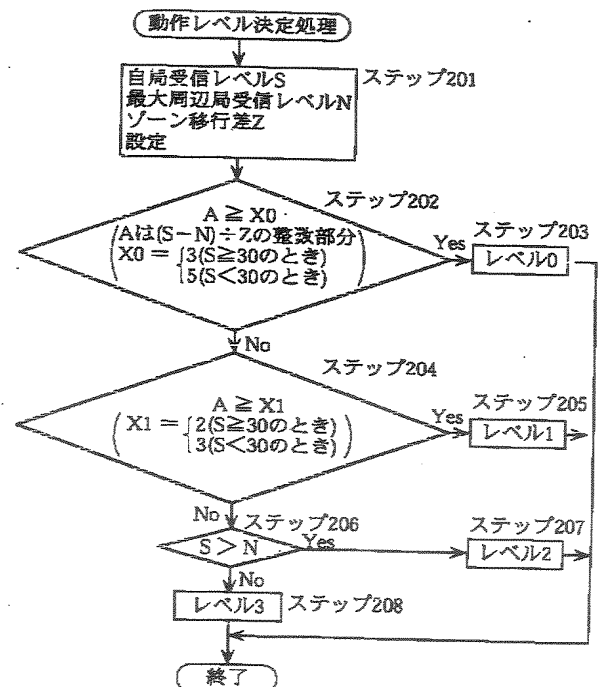 動作レベル決定処理
自局受信レベルS
最大周辺局受信レベルN
ゾーン移行差Z
設定
ステップ201
ステップ202
A ≧ X0
Aは(S−N)÷Zの整数部分
X0 = 3(S≧30のとき)
5(S<30のとき)
Yes
ステップ203
レベル0
No
ステップ204
A ≧ X1
X1 = 2(S≧30のとき)
3(S<30のとき)
Yes
ステップ205
レベル1
No
ステップ206
S > N
Yes
ステップ207
レベル2
No
レベル3
ステップ208
終了